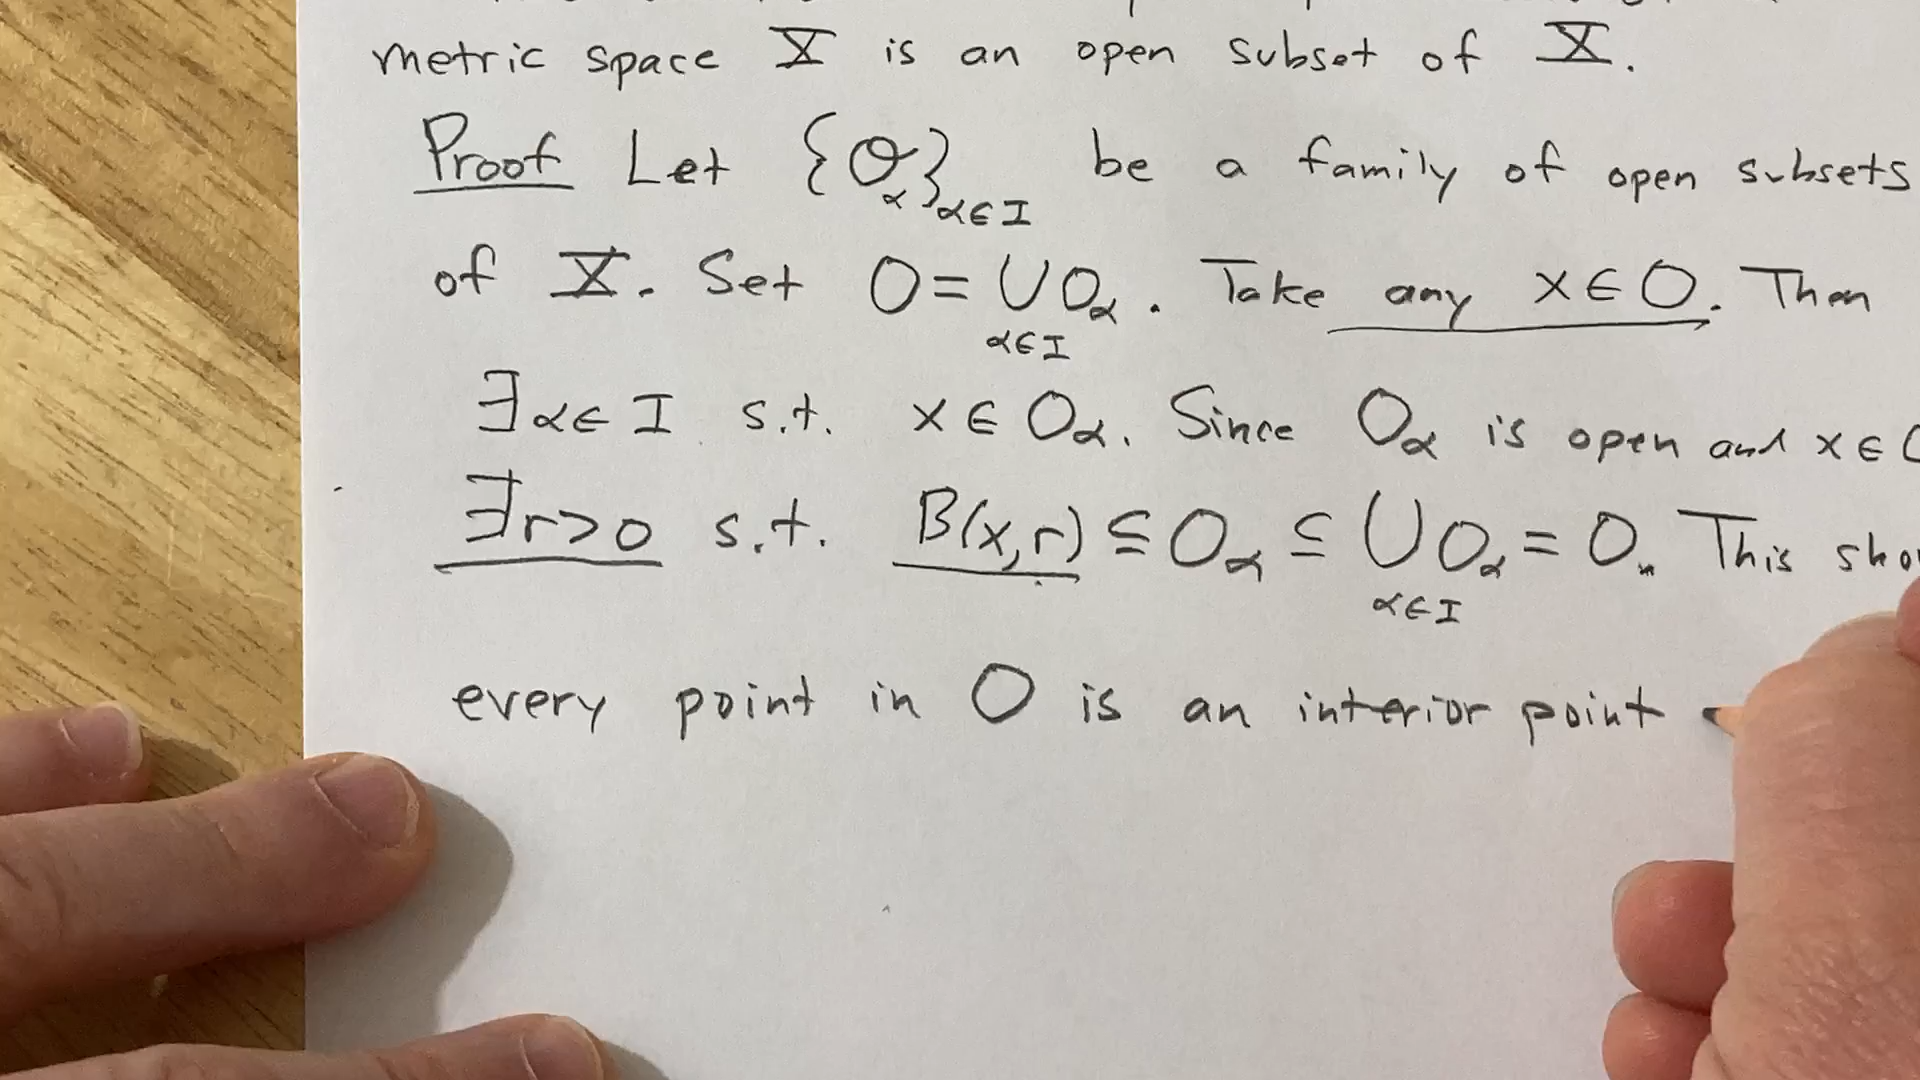 metric space X is an open subset of X.
Proof Let {O_α}_{α∈I} be a family of open subsets
of X. Set O = ∪_{α∈I} O_α. Take any x ∈ O. Then
∃ α ∈ I s.t. x ∈ O_α. Since O_α is open and x ∈
∃ r > 0 s.t. B(x,r) ⊆ O_α ⊆ ∪_{α∈I} O_α = O. This
every point in O is an interior point